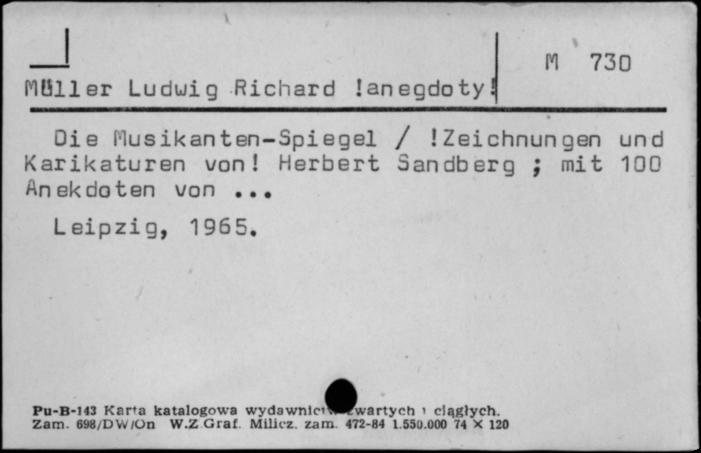 M 730
Müller Ludwig Richard !anegdoty!
Die Musikanten-Spiegel / !Zeichnungen und
Karikaturen von! Herbert Sandberg ; mit 100
Anekdoten von ...
Leipzig, 1965.
Pu-B-143 Karta katalogowa wydawnictw zwartych i ciągłych.
Zam. 698/DW/On W.Z.Graf. Milicz. zam. 472-84 1.550.000 74 × 120